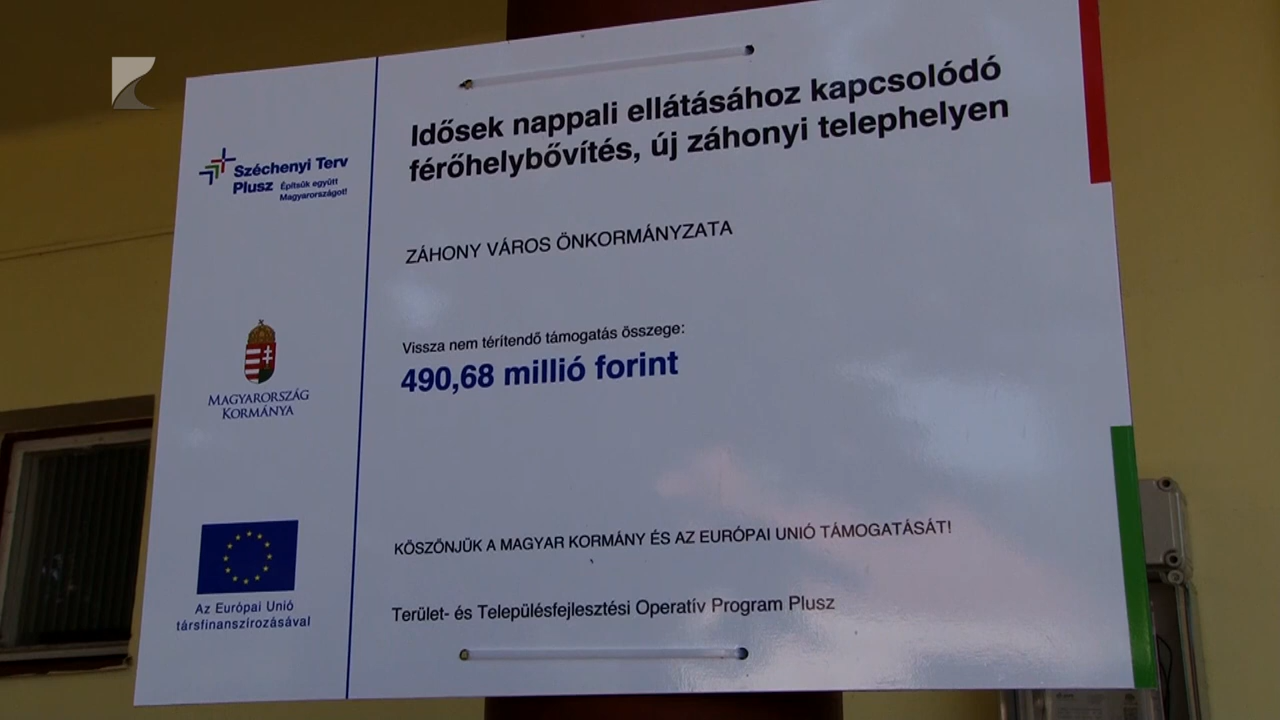 Idősek nappali ellátásához kapcsolódó
férőhelybővítés, új záhonyi telephelyen
Széchenyi Terv
Plusz Építsük együtt
Magyarországot!
ZÁHONY VÁROS ÖNKORMÁNYZATA
Vissza nem térítendő támogatás összege:
490,68 millió forint
MAGYARORSZÁG
KORMÁNYA
KÖSZÖNJÜK A MAGYAR KORMÁNY ÉS AZ EURÓPAI UNIÓ TÁMOGATÁSÁT!
Az Európai Unió
társfinanszírozásával
Terület- és Településfejlesztési Operatív Program Plusz